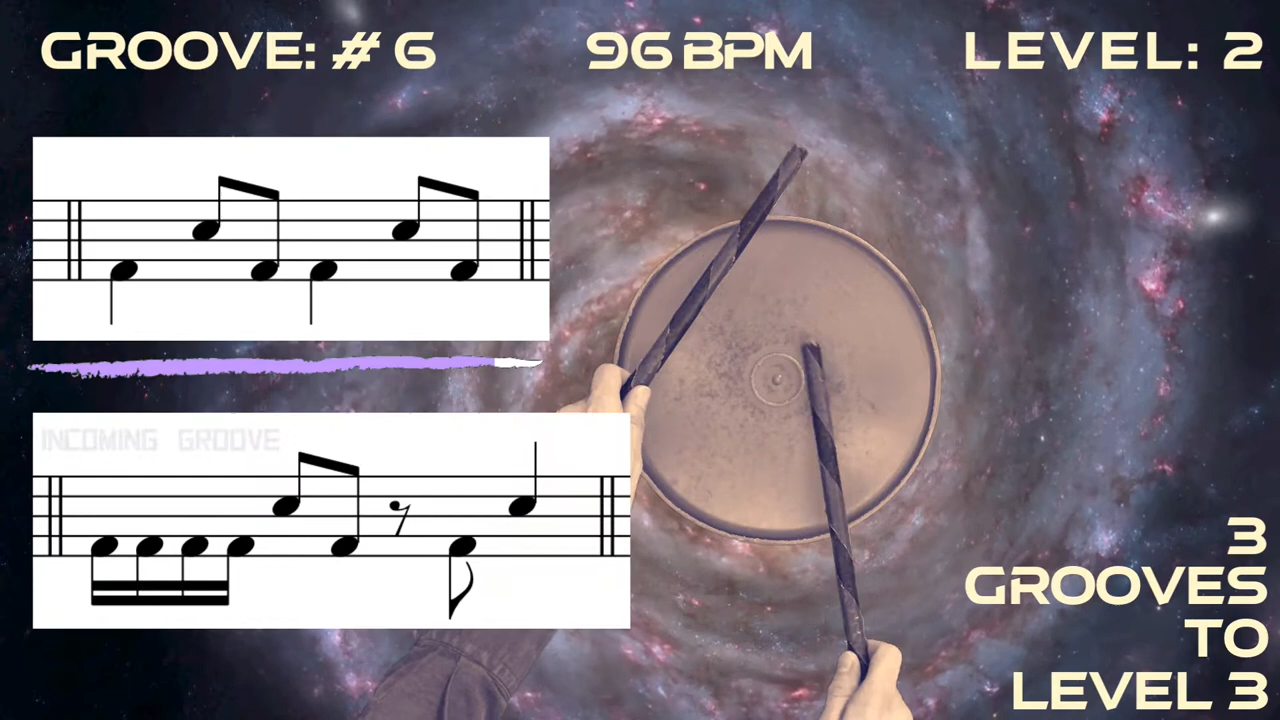 GROOVE: # 6
96 BPM
LEVEL: 2
INCOMING GROOVE
3
GROOVES
TO
LEVEL 3